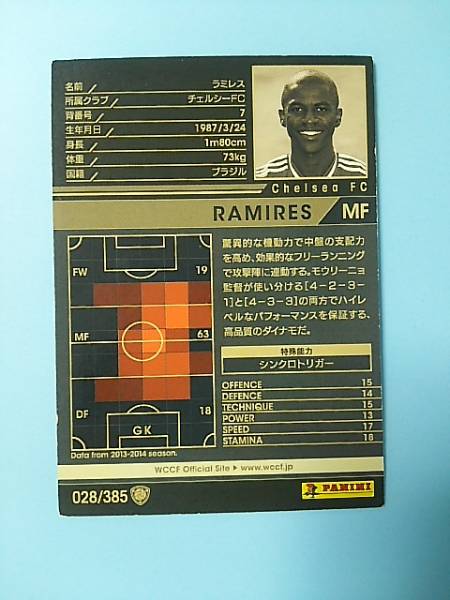 名前 ラミレス
所属クラブ チェルシーFC
背番号 7
生年月日 1987/3/24
身長 1m80cm
体重 73kg
国籍 ブラジル
Chelsea FC
RAMIRES MF
FW 19
MF 63
DF 18
GK
Data from 2013-2014 season.
驚異的な機動力で中盤の支配力
を高め、効果的なフリーランニング
で攻撃陣に連動する。モウリーニョ
監督が使い分ける[4-2-3-
1]と[4-3-3]の両方でハイレ
ベルなパフォーマンスを保証する、
高品質のダイナモだ。
特殊能力
シンクロトリガー
OFFENCE 15
DEFENCE 14
TECHNIQUE 15
POWER 13
SPEED 17
STAMINA 18
WCCF Official Site ▶ www.wccf.jp
028/385
PANINI